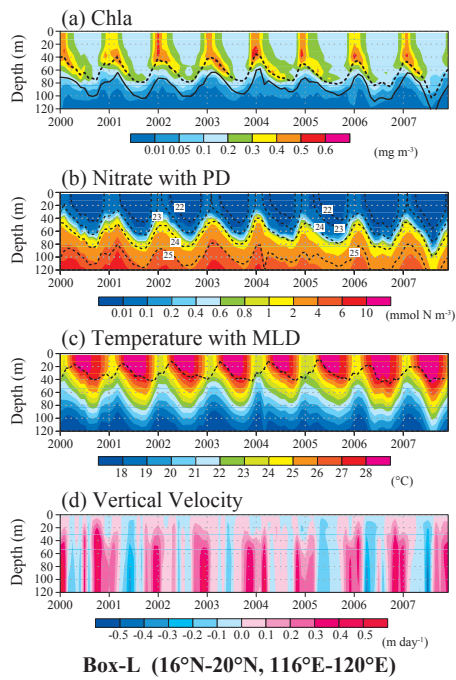 (a) Chla
Depth (m)
0
20
40
60
80
100
120
2000 2001 2002 2003 2004 2005 2006 2007
0.01 0.05 0.1 0.2 0.3 0.4 0.5 0.6
(mg m⁻³)
(b) Nitrate with PD
Depth (m)
0
20
40
60
80
100
120
22 22
23 23
24 24
25 25
2000 2001 2002 2003 2004 2005 2006 2007
0.01 0.2 0.4 0.6 0.8 1 2 4 6 10
(mmol N m⁻³)
(c) Temperature with MLD
Depth (m)
0
20
40
60
80
100
120
2000 2001 2002 2003 2004 2005 2006 2007
18 19 20 21 22 23 24 25 26 27 28
(°C)
(d) Vertical Velocity
Depth (m)
0
20
40
60
80
100
120
2000 2001 2002 2003 2004 2005 2006 2007
-0.5 -0.4 -0.3 -0.2 -0.1 0.0 0.1 0.2 0.3 0.4 0.5
(m day⁻¹)
Box-L (16°N-20°N, 116°E-120°E)